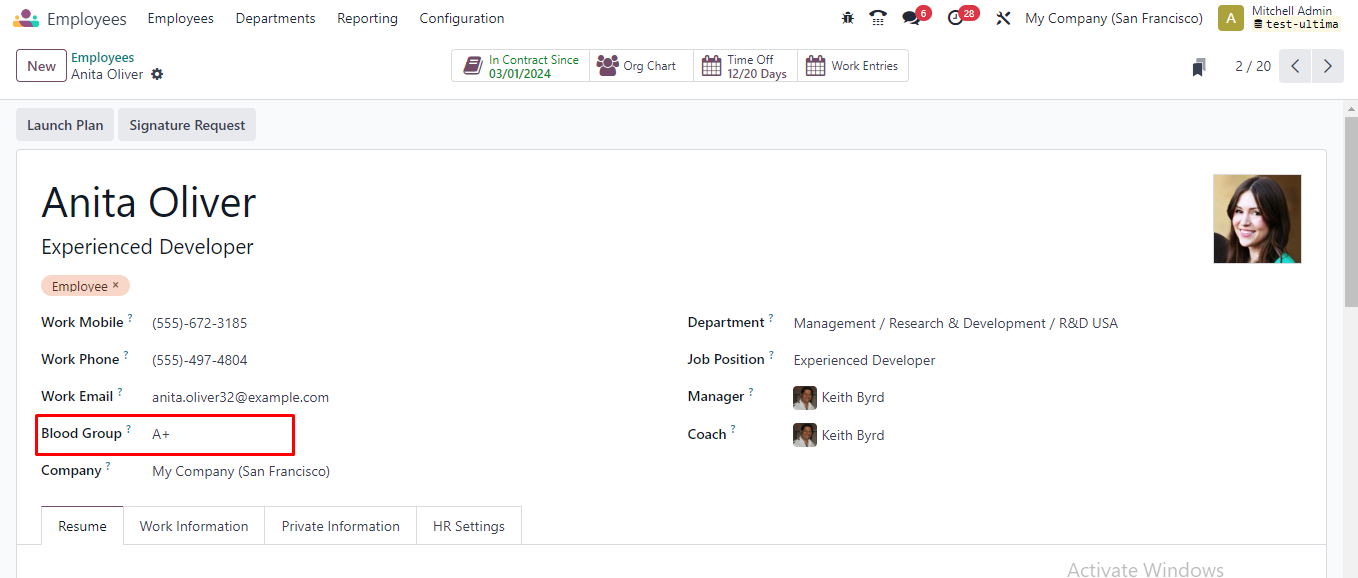 Employees Employees Departments Reporting Configuration 6 28 My Company (San Francisco) A Mitchell Admin
test-ultima
New Employees
Anita Oliver
In Contract Since
03/01/2024
Org Chart
Time Off
12/20 Days
Work Entries
2 / 20
Launch Plan Signature Request
Anita Oliver
Experienced Developer
Employee ×
Work Mobile ? (555)-672-3185
Work Phone ? (555)-497-4804
Work Email ? anita.oliver32@example.com
Blood Group ? A+
Company ? My Company (San Francisco)
Department ? Management / Research & Development / R&D USA
Job Position ? Experienced Developer
Manager ? Keith Byrd
Coach ? Keith Byrd
Resume Work Information Private Information HR Settings
Activate Windows